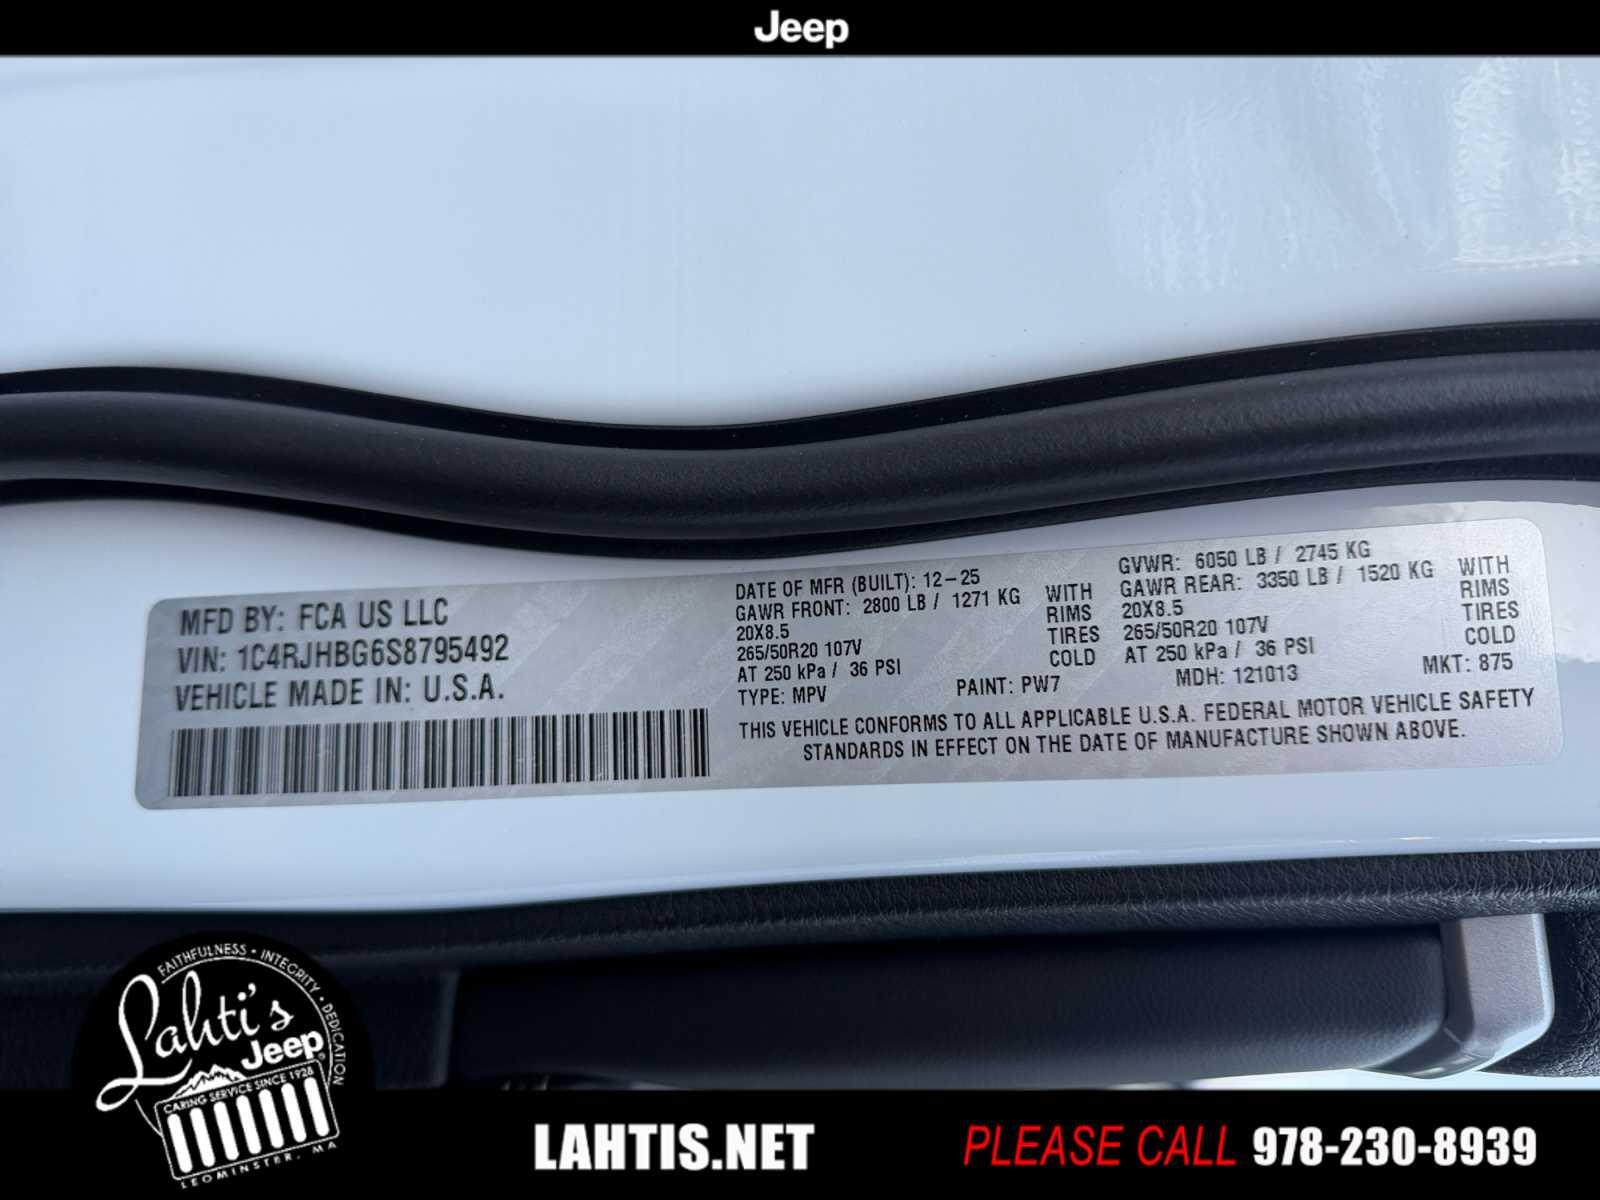 Jeep
MFD BY: FCA US LLC
VIN: 1C4RJHBG6S8795492
VEHICLE MADE IN: U.S.A.
DATE OF MFR (BUILT): 12-25
GAWR FRONT: 2800 LB / 1271 KG WITH
20X8.5 RIMS
265/50R20 107V TIRES
AT 250 kPa / 36 PSI COLD
TYPE: MPV
PAINT: PW7
GVWR: 6050 LB / 2745 KG
GAWR REAR: 3350 LB / 1520 KG WITH
20X8.5 RIMS
265/50R20 107V TIRES
AT 250 kPa / 36 PSI COLD
MDH: 121013
MKT: 875
THIS VEHICLE CONFORMS TO ALL APPLICABLE U.S.A. FEDERAL MOTOR VEHICLE SAFETY
STANDARDS IN EFFECT ON THE DATE OF MANUFACTURE SHOWN ABOVE.
FAITHFULNESS • INTEGRITY • DEDICATION
Lahti's
Jeep
CARING SERVICE SINCE 1928
LEOMINSTER, MA
LAHTIS.NET
PLEASE CALL 978-230-8939